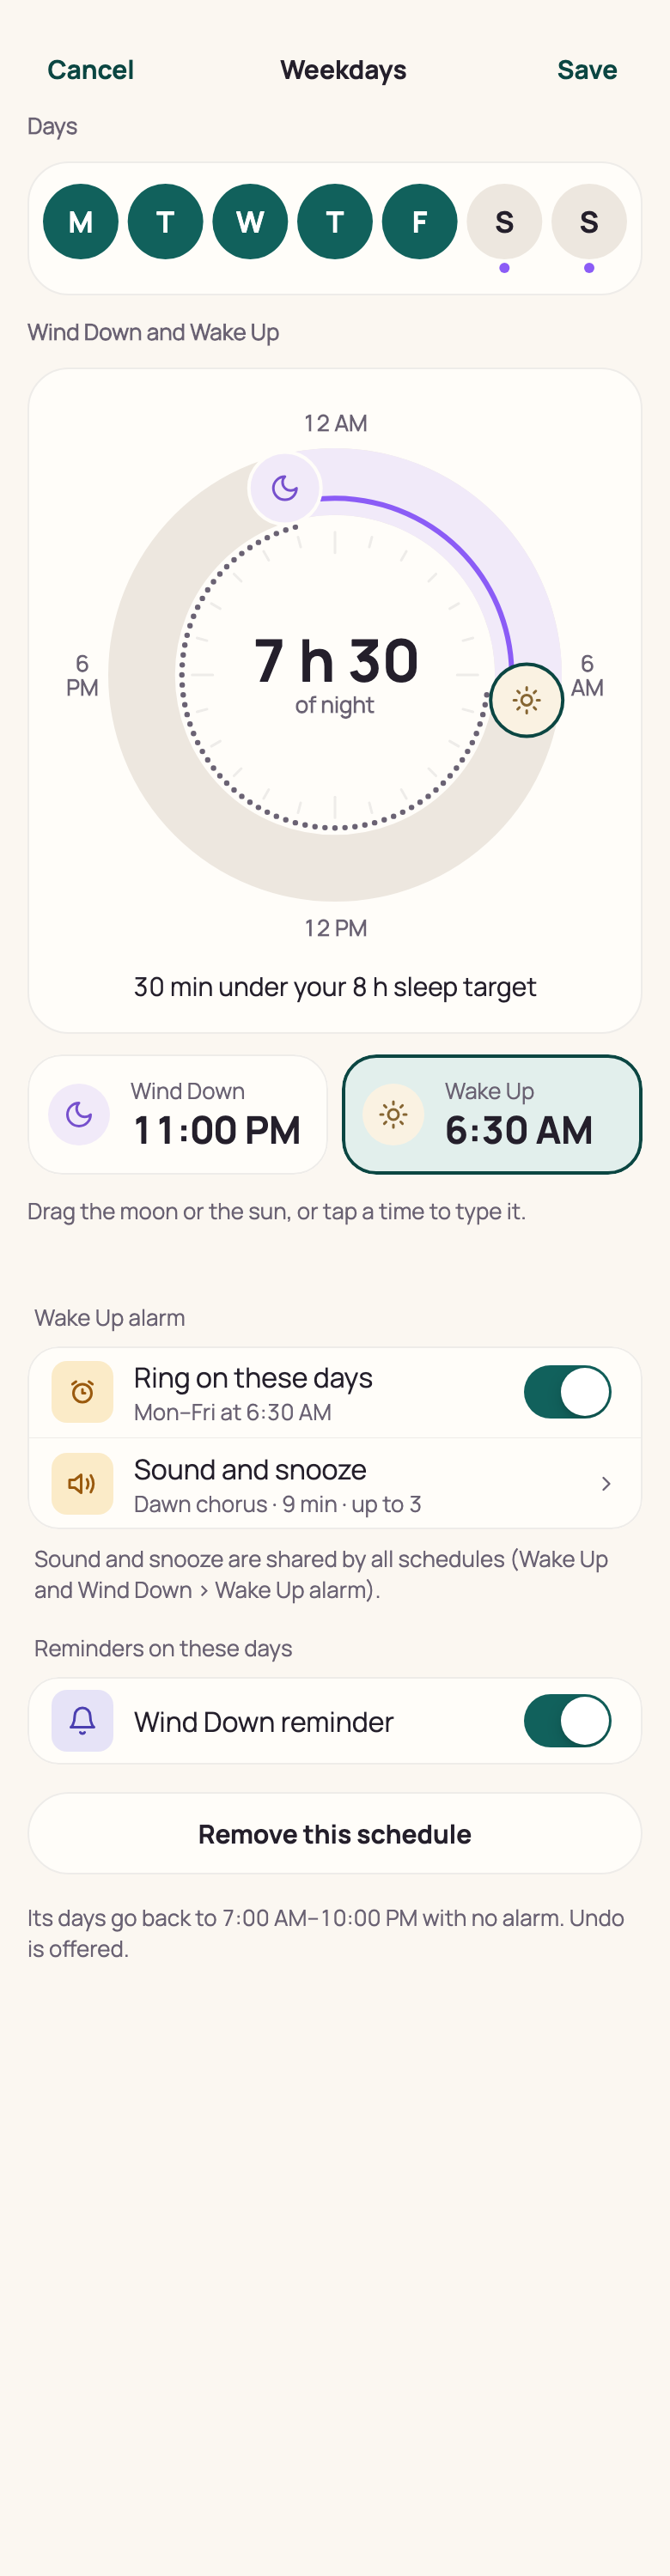 Cancel
Weekdays
Save
Days
M T W T F S S
Wind Down and Wake Up
12 AM
6
PM
7 h 30
of night
6
AM
12 PM
30 min under your 8 h sleep target
Wind Down
11:00 PM
Wake Up
6:30 AM
Drag the moon or the sun, or tap a time to type it.
Wake Up alarm
Ring on these days
Mon–Fri at 6:30 AM
Sound and snooze
Dawn chorus · 9 min · up to 3
Sound and snooze are shared by all schedules (Wake Up
and Wind Down › Wake Up alarm).
Reminders on these days
Wind Down reminder
Remove this schedule
Its days go back to 7:00 AM–10:00 PM with no alarm. Undo
is offered.